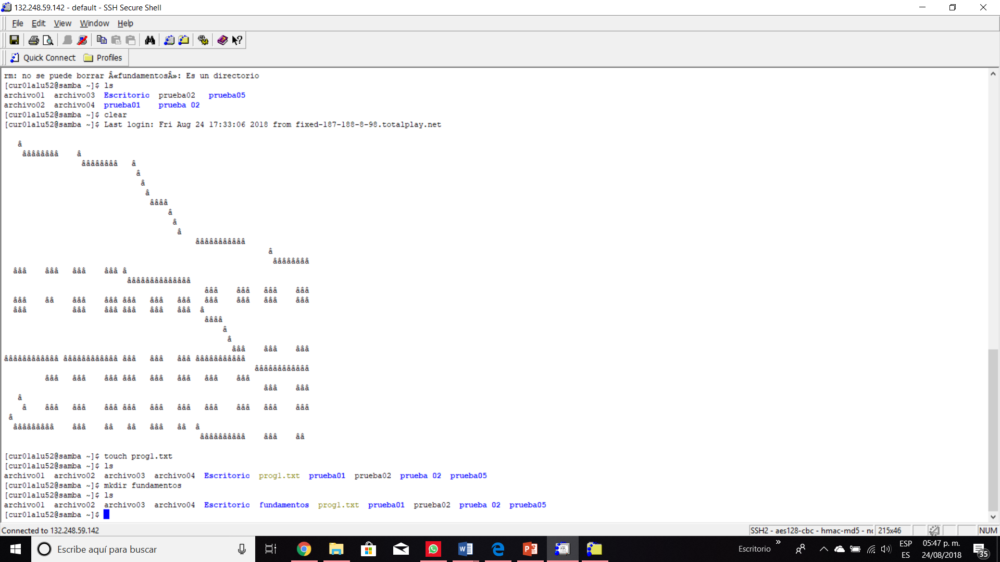 132.248.59.142 - default - SSH Secure Shell
File Edit View Window Help
Quick Connect Profiles
rm: no se puede borrar Â«fundamentosÂ»: Es un directorio
[cur01alu52@samba ~]$ ls
archivo01 archivo03 Escritorio prueba02 prueba05
archivo02 archivo04 prueba01 prueba 02
[cur01alu52@samba ~]$ clear
[cur01alu52@samba ~]$ Last login: Fri Aug 24 17:33:06 2018 from fixed-187-188-8-98.totalplay.net
â
ââââââââ â
ââââââââ â
â
â
â
ââââ
â
â
â
âââââââââââ
â
ââââââââ
âââ âââ âââ âââ â
ââââââââââââââ
âââ âââ âââ âââ
âââ ââ âââ âââ âââ âââ âââ âââ âââ âââ âââ
âââ âââ âââ âââ âââ âââ â
ââââ
â
â
âââ âââ âââ
ââââââââââââ ââââââââââââ âââ âââ âââ âââââââââââ
ââââââââââââ
âââ âââ âââ âââ âââ âââ âââ âââ
âââ âââ
â
â âââ âââ âââ âââ âââ âââ âââ âââ âââ âââ
â
âââââââââ âââ ââ ââ âââ ââ â
ââââââââââ âââ ââ
[cur01alu52@samba ~]$ touch prog1.txt
[cur01alu52@samba ~]$ ls
archivo01 archivo02 archivo03 archivo04 Escritorio prog1.txt prueba01 prueba02 prueba 02 prueba05
[cur01alu52@samba ~]$ mkdir fundamentos
[cur01alu52@samba ~]$ ls
archivo01 archivo02 archivo03 archivo04 Escritorio fundamentos prog1.txt prueba01 prueba02 prueba 02 prueba05
[cur01alu52@samba ~]$
Connected to 132.248.59.142 SSH2 - aes128-cbc - hmac-md5 - 215x46 NUM
Escribe aquí para buscar
Escritorio
ESP
ES
05:47 p. m.
24/08/2018
35